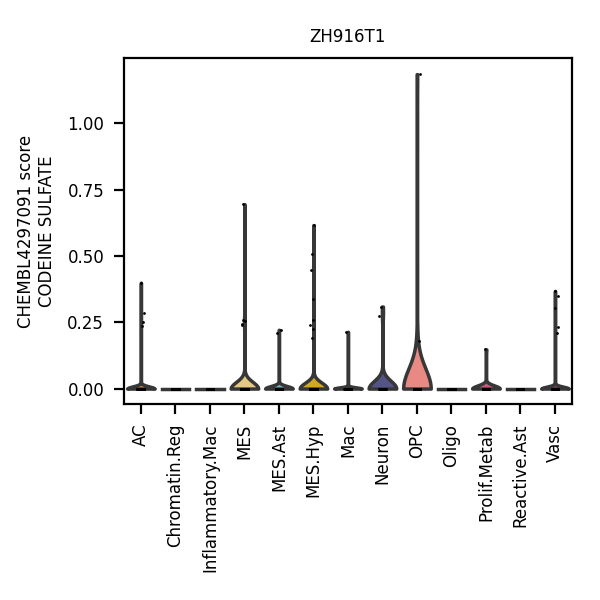 ZH916T1
CHEMBL4297091 score
CODEINE SULFATE
1.00
0.75
0.50
0.25
0.00
AC
Chromatin.Reg
Inflammatory.Mac
MES
MES.Ast
MES.Hyp
Mac
Neuron
OPC
Oligo
Prolif.Metab
Reactive.Ast
Vasc